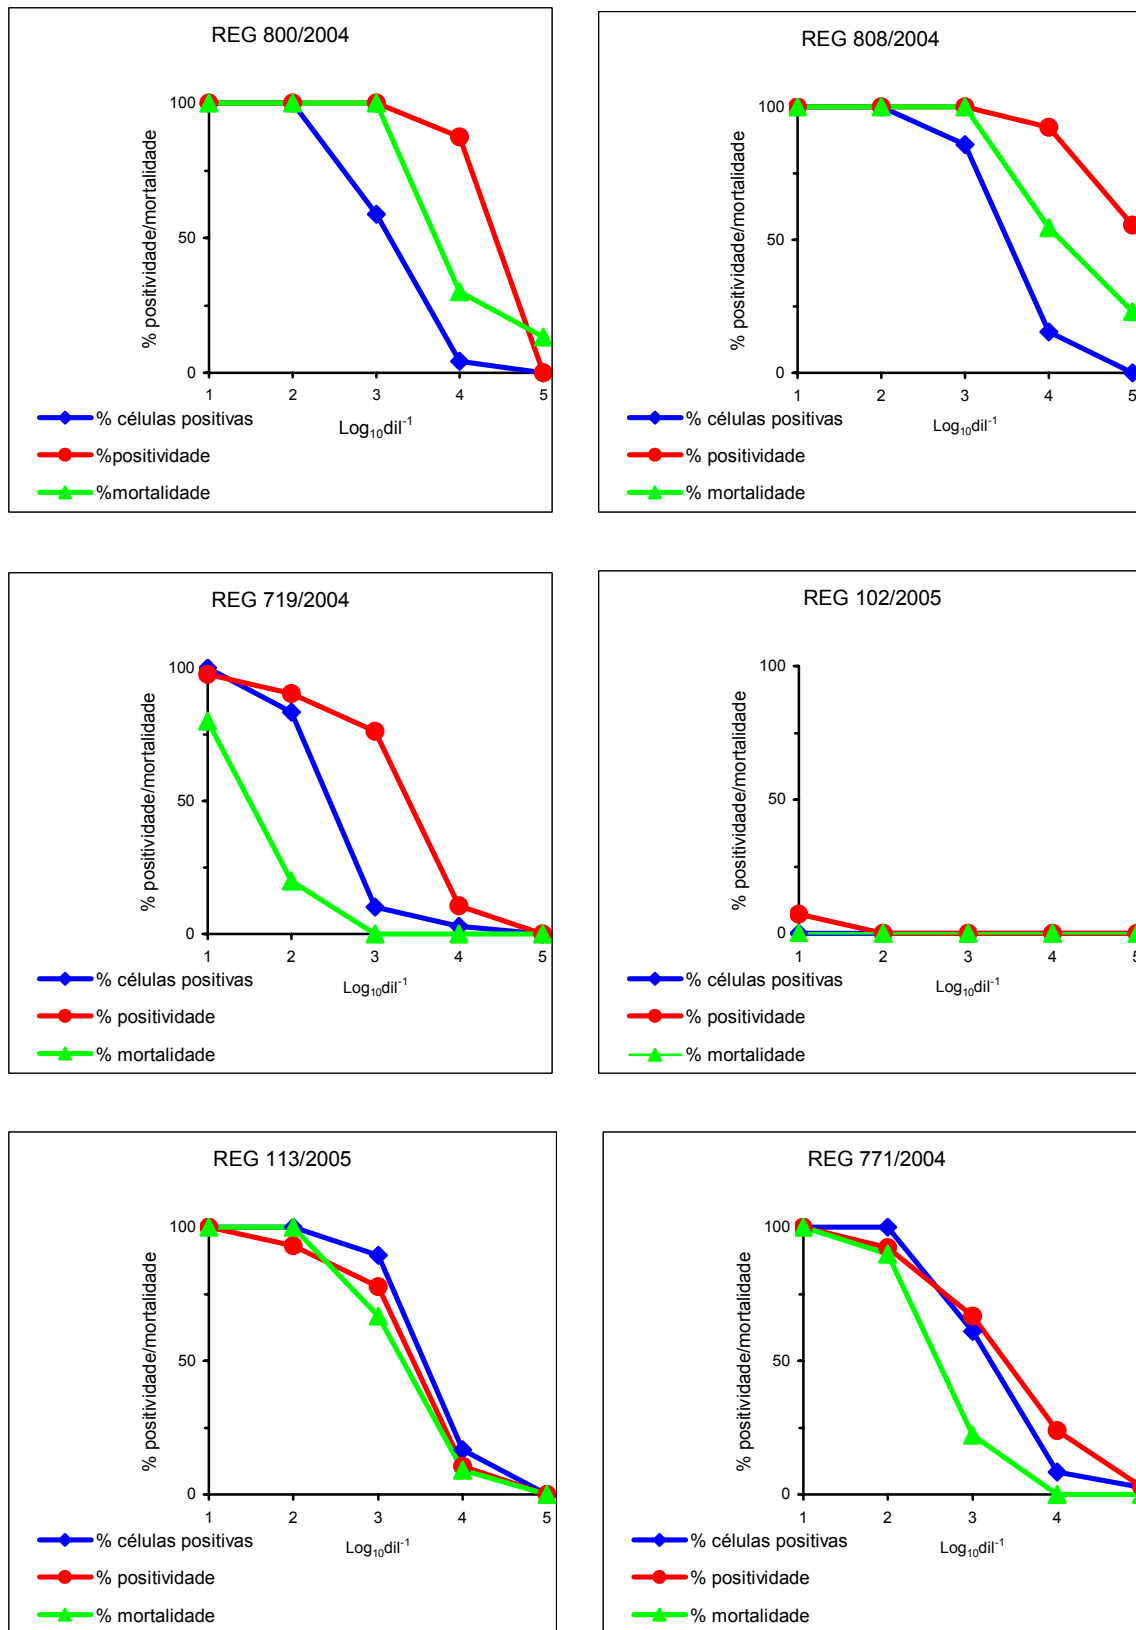 REG 800/2004
% positividade/mortalidade
100
50
0
1 2 3 4 5
Log₁₀dil⁻¹
% células positivas
%positividade
%mortalidade
REG 808/2004
% positividade/mortalidade
100
50
0
1 2 3 4 5
Log₁₀dil⁻¹
% células positivas
% positividade
% mortalidade
REG 719/2004
% positividade/mortalidade
100
50
0
1 2 3 4 5
Log₁₀dil⁻¹
% células positivas
% positividade
% mortalidade
REG 102/2005
% positividade/mortalidade
100
50
0
1 2 3 4 5
Log₁₀dil⁻¹
% células positivas
% positividade
% mortalidade
REG 113/2005
% positividade/mortalidade
100
50
0
1 2 3 4 5
Log₁₀dil⁻¹
% células positivas
% positividade
% mortalidade
REG 771/2004
% positividade/mortalidade
100
50
0
1 2 3 4
Log₁₀dil⁻¹
% células positivas
% positividade
% mortalidade